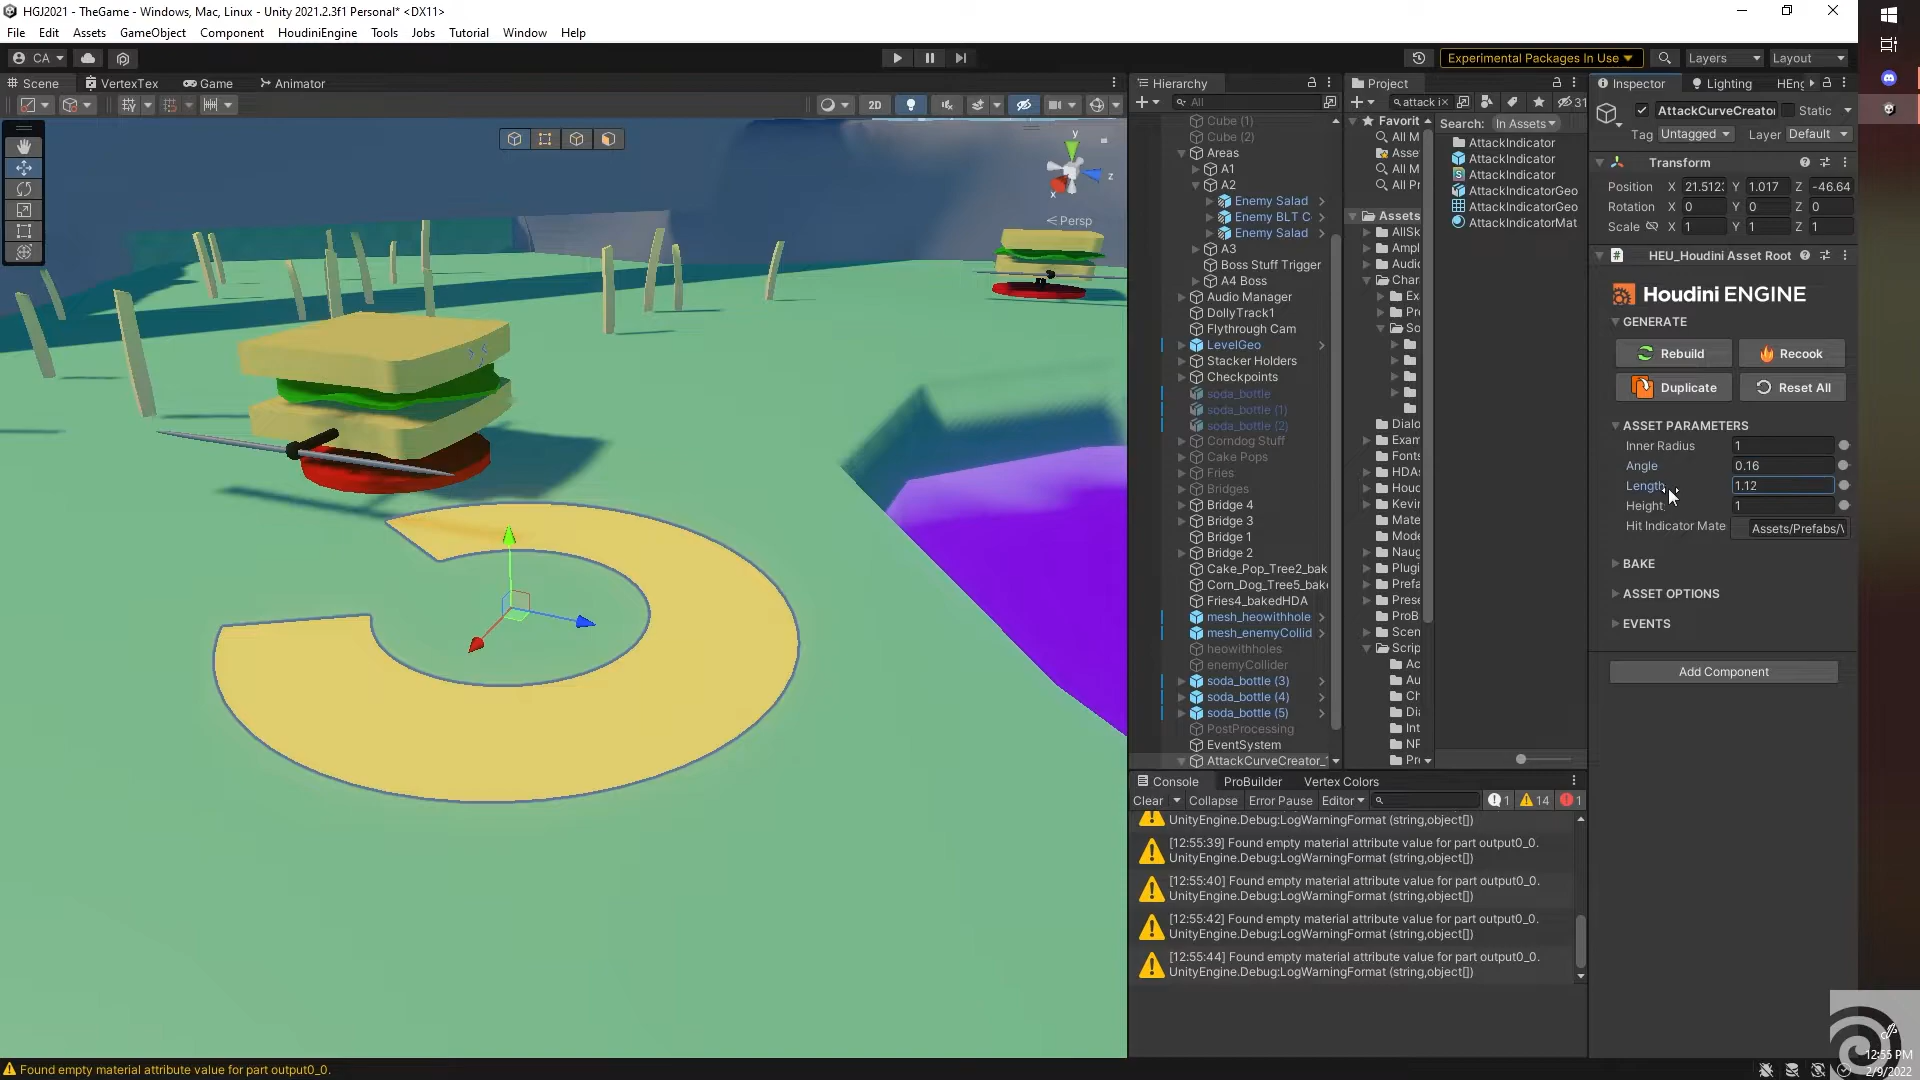 HGJ2021 - TheGame - Windows, Mac, Linux - Unity 2021.2.3f1 Personal* <DX11>
File Edit Assets GameObject Component HoudiniEngine Tools Jobs Tutorial Window Help
CA
Experimental Packages In Use
Layers
Layout
Scene
VertexTex
Game
Animator
2D
y
z
x
Persp
Hierarchy
All
Cube (1)
Cube (2)
Areas
A1
A2
Enemy Salad
Enemy BLT C
Enemy Salad
A3
Boss Stuff Trigger
A4 Boss
Audio Manager
DollyTrack1
Flythrough Cam
LevelGeo
Stacker Holders
Checkpoints
soda_bottle
soda_bottle (1)
soda_bottle (2)
Corndog Stuff
Cake Pops
Fries
Bridges
Bridge 4
Bridge 3
Bridge 1
Bridge 2
Cake_Pop_Tree2_bak
Corn_Dog_Tree5_bake
Fries4_bakedHDA
mesh_heowithhole
mesh_enemyCollid
heowithholes
enemyCollider
soda_bottle (3)
soda_bottle (4)
soda_bottle (5)
PostProcessing
EventSystem
AttackCurveCreator_
Project
attack i
31
Favorit
All M
Asse
All M
All Pr
Assets
AllSk
Ampl
Audic
Char
Ex
Pr
So
Dialo
Exam
Fonts
HDA
Houc
Kevir
Mate
Mode
Naug
Plugi
Prefa
Prese
ProB
Scen
Scrip
Ac
Au
Ch
Di
Int
NF
Pr
Search: In Assets
AttackIndicator
AttackIndicator
AttackIndicator
AttackIndicatorGeo
AttackIndicatorGeo
AttackIndicatorMat
Inspector
Lighting
HEng
AttackCurveCreator
Static
Tag Untagged Layer Default
Transform
Position X 21.512 Y 1.017 Z -46.64
Rotation X 0 Y 0 Z 0
Scale X 1 Y 1 Z 1
HEU_Houdini Asset Root
Houdini ENGINE
GENERATE
Rebuild
Recook
Duplicate
Reset All
ASSET PARAMETERS
Inner Radius 1
Angle 0.16
Length 1.12
Height 1
Hit Indicator Mate Assets/Prefabs/\
BAKE
ASSET OPTIONS
EVENTS
Add Component
Console
ProBuilder
Vertex Colors
Clear Collapse Error Pause Editor 1 14 1
UnityEngine.Debug:LogWarningFormat (string,object[])
[12:55:39] Found empty material attribute value for part output0_0.
UnityEngine.Debug:LogWarningFormat (string,object[])
[12:55:40] Found empty material attribute value for part output0_0.
UnityEngine.Debug:LogWarningFormat (string,object[])
[12:55:42] Found empty material attribute value for part output0_0.
UnityEngine.Debug:LogWarningFormat (string,object[])
[12:55:44] Found empty material attribute value for part output0_0.
UnityEngine.Debug:LogWarningFormat (string,object[])
Found empty material attribute value for part output0_0.
12:55 PM
2/9/2022